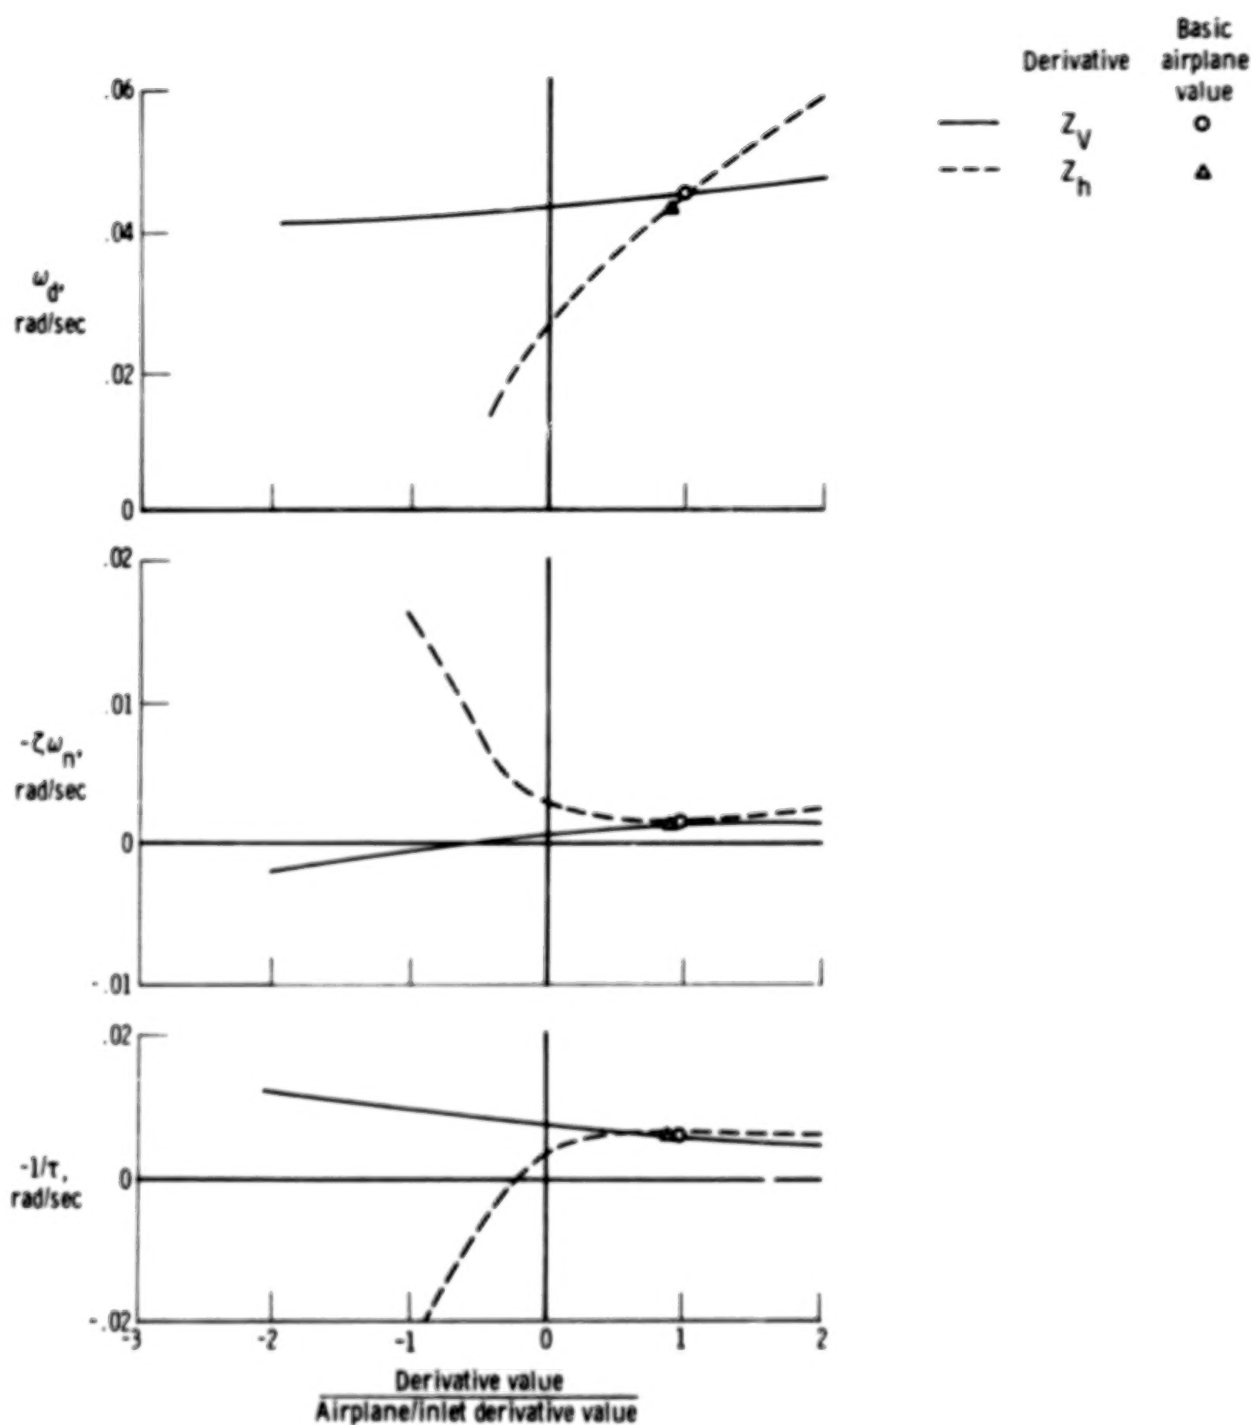 Basic
Derivative airplane
value
Z_V
Z_h
.06
.04
ω_d,
rad/sec
.02
0
.02
.01
-ζω_n,
rad/sec
0
-.01
.02
-1/τ,
rad/sec
0
-.02
-3 -2 -1 0 1 2
Derivative value
Airplane/inlet derivative value